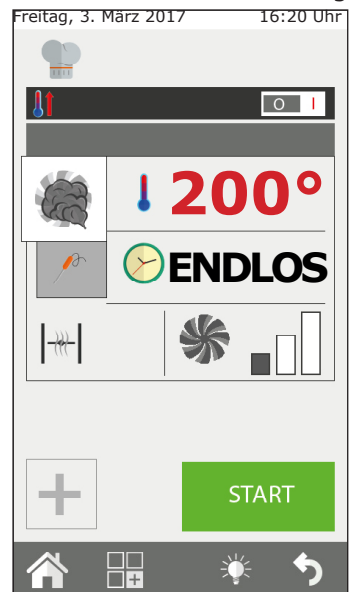 Freitag, 3. März 2017 16:20 Uhr
O I
200°
ENDLOS
START